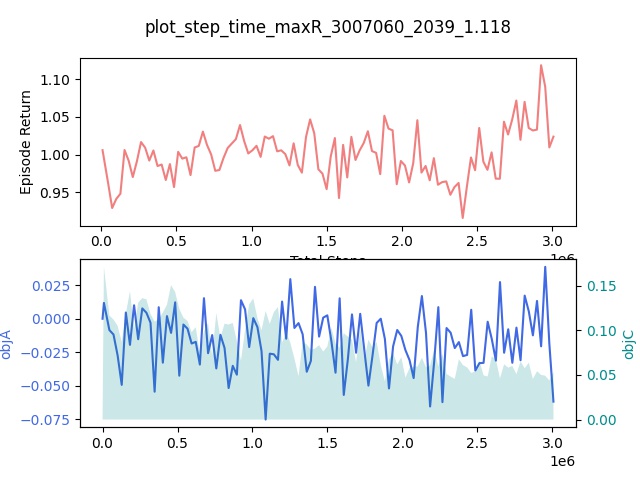 plot_step_time_maxR_3007060_2039_1.118
1.10
1.05
1.00
0.95
Episode Return
0.0 0.5 1.0 1.5 2.0 2.5 3.0
Total Steps
1e6
0.025
0.000
−0.025
−0.050
−0.075
objA
0.15
0.10
0.05
0.00
objC
0.0 0.5 1.0 1.5 2.0 2.5 3.0
1e6